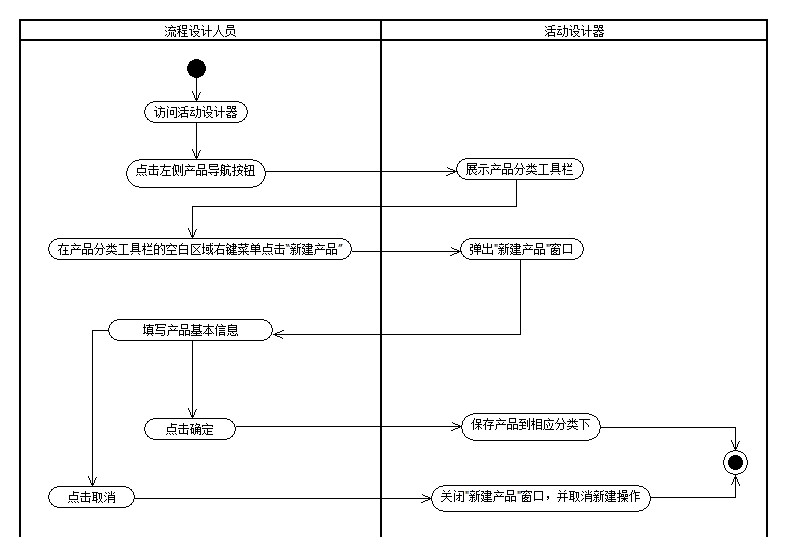 流程设计人员
活动设计器
访问活动设计器
点击左侧产品导航按钮
展示产品分类工具栏
在产品分类工具栏的空白区域右键菜单点击"新建产品"
弹出"新建产品"窗口
填写产品基本信息
点击确定
保存产品到相应分类下
点击取消
关闭"新建产品"窗口，并取消新建操作